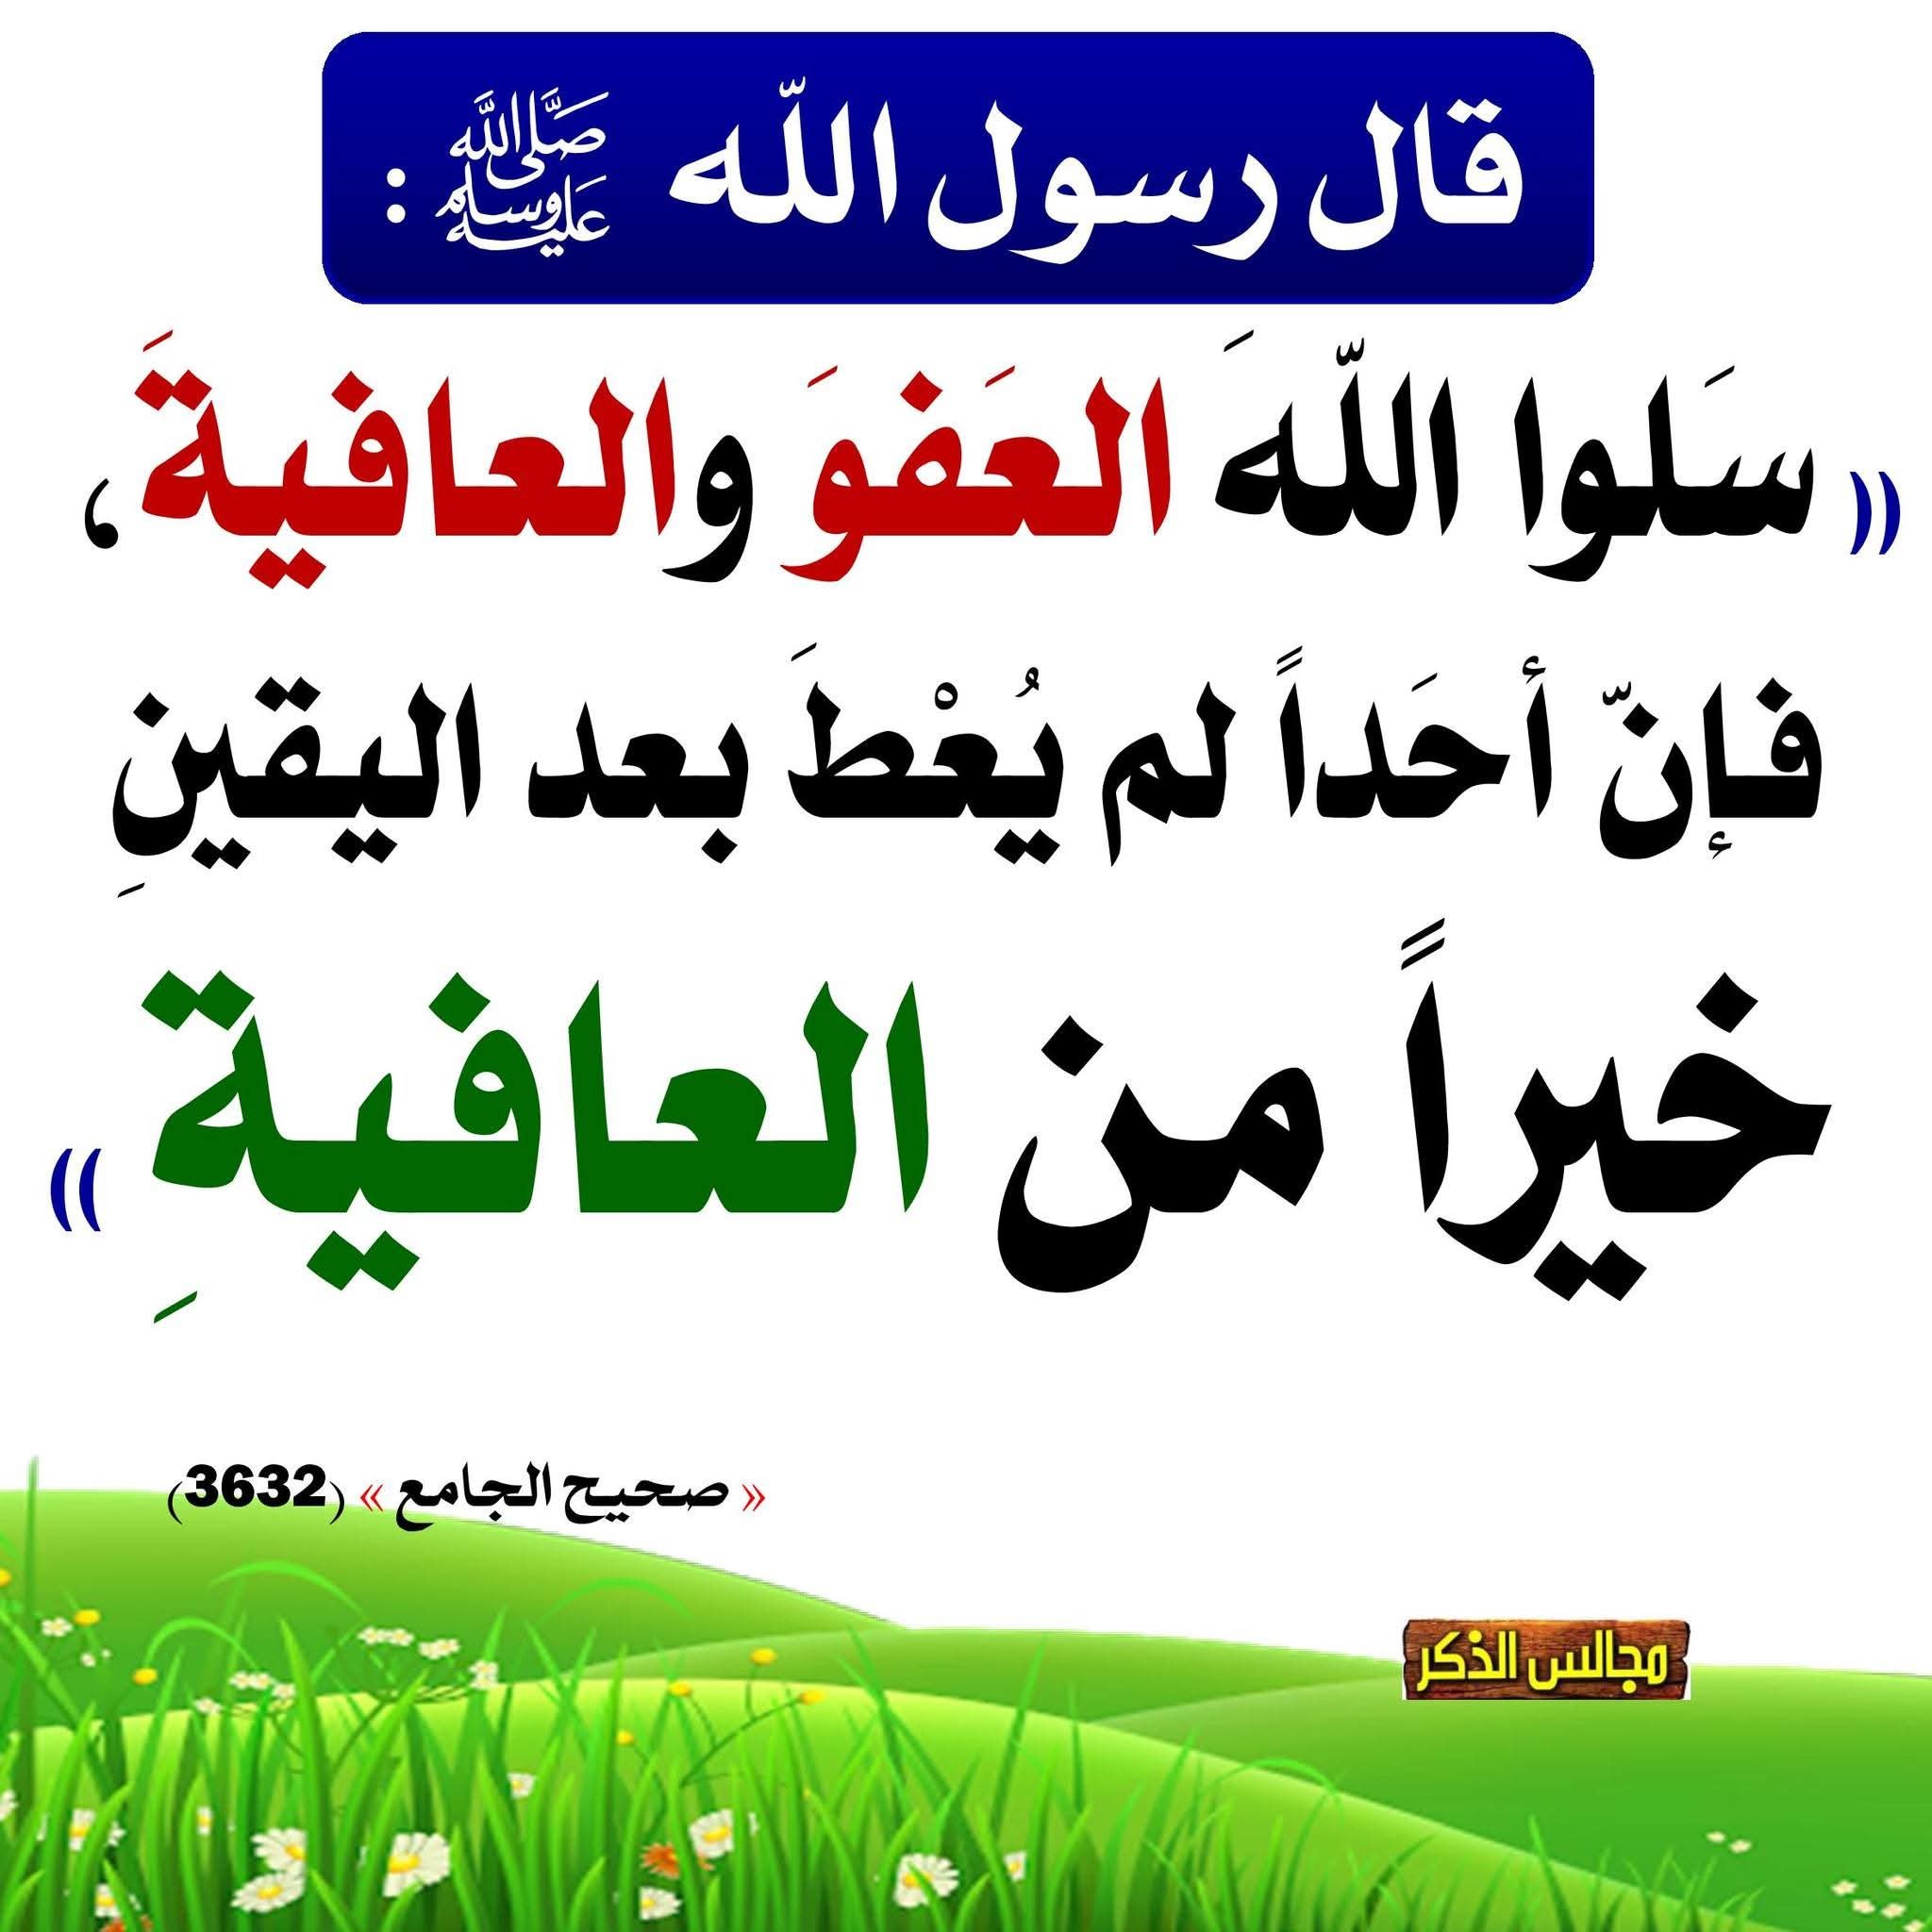 قال رسول اللّه ﷺ :
(( سَلوا اللّهَ العَفوَ والعافيةَ،
فإنّ أحَداً لم يُعْطَ بعد اليقينِ
خيراً من العافيةِ ))
« صحيح الجامع » (3632)
مجالس الذكر